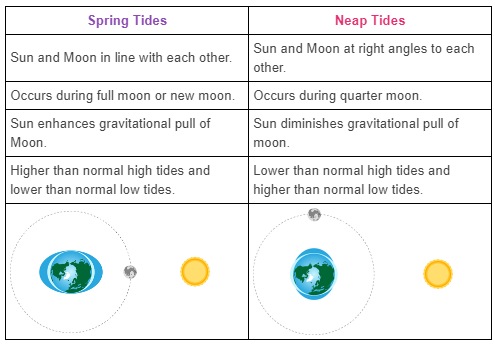 Spring Tides
Neap Tides
Sun and Moon in line with each other.
Sun and Moon at right angles to each
other.
Occurs during full moon or new moon.
Occurs during quarter moon.
Sun enhances gravitational pull of
Moon.
Sun diminishes gravitational pull of
moon.
Higher than normal high tides and
lower than normal low tides.
Lower than normal high tides and
higher than normal low tides.